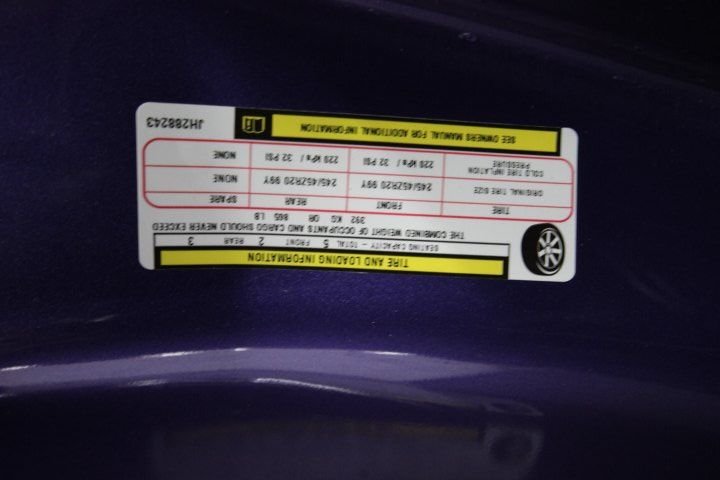 TIRE AND LOADING INFORMATION
SEATING CAPACITY - TOTAL 5 FRONT 2 REAR 3
THE COMBINED WEIGHT OF OCCUPANTS AND CARGO SHOULD NEVER EXCEED
392 KG OR 865 LB
TIRE FRONT REAR SPARE
ORIGINAL TIRE SIZE 245/45ZR20 99Y 245/45ZR20 99Y NONE
COLD TIRE INFLATION PRESSURE 220 kPa / 32 PSI 220 kPa / 32 PSI NONE
SEE OWNERS MANUAL FOR ADDITIONAL INFORMATION JH288243